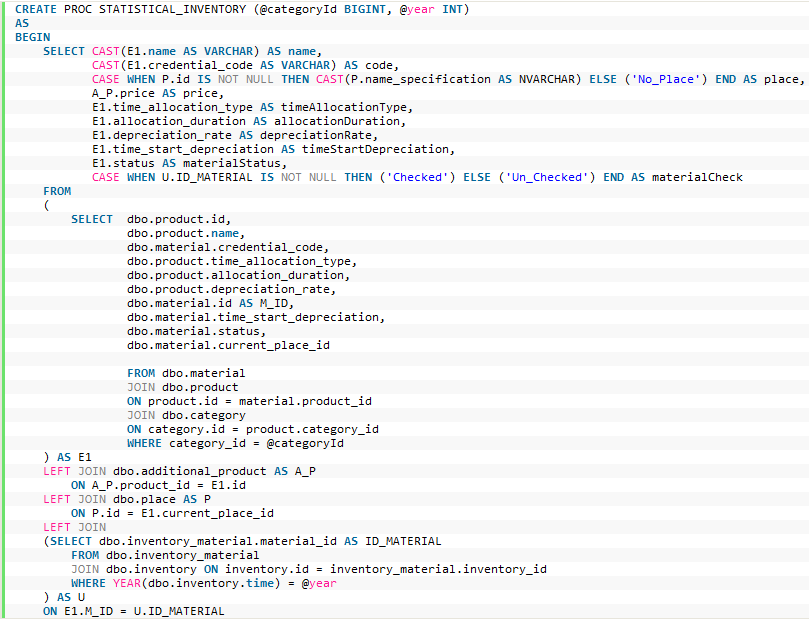 CREATE PROC STATISTICAL_INVENTORY (@categoryId BIGINT, @year INT)
AS
BEGIN
    SELECT CAST(E1.name AS VARCHAR) AS name,
           CAST(E1.credential_code AS VARCHAR) AS code,
           CASE WHEN P.id IS NOT NULL THEN CAST(P.name_specification AS NVARCHAR) ELSE ('No_Place') END AS place,
           A_P.price AS price,
           E1.time_allocation_type AS timeAllocationType,
           E1.allocation_duration AS allocationDuration,
           E1.depreciation_rate AS depreciationRate,
           E1.time_start_depreciation AS timeStartDepreciation,
           E1.status AS materialStatus,
           CASE WHEN U.ID_MATERIAL IS NOT NULL THEN ('Checked') ELSE ('Un_Checked') END AS materialCheck
    FROM
    (
        SELECT  dbo.product.id,
                dbo.product.name,
                dbo.material.credential_code,
                dbo.product.time_allocation_type,
                dbo.product.allocation_duration,
                dbo.product.depreciation_rate,
                dbo.material.id AS M_ID,
                dbo.material.time_start_depreciation,
                dbo.material.status,
                dbo.material.current_place_id

                FROM dbo.material
                JOIN dbo.product
                ON product.id = material.product_id
                JOIN dbo.category
                ON category.id = product.category_id
                WHERE category_id = @categoryId
    ) AS E1
    LEFT JOIN dbo.additional_product AS A_P
        ON A_P.product_id = E1.id
    LEFT JOIN dbo.place AS P
        ON P.id = E1.current_place_id
    LEFT JOIN
    (SELECT dbo.inventory_material.material_id AS ID_MATERIAL
        FROM dbo.inventory_material
        JOIN dbo.inventory ON inventory.id = inventory_material.inventory_id
        WHERE YEAR(dbo.inventory.time) = @year
    ) AS U
    ON E1.M_ID = U.ID_MATERIAL